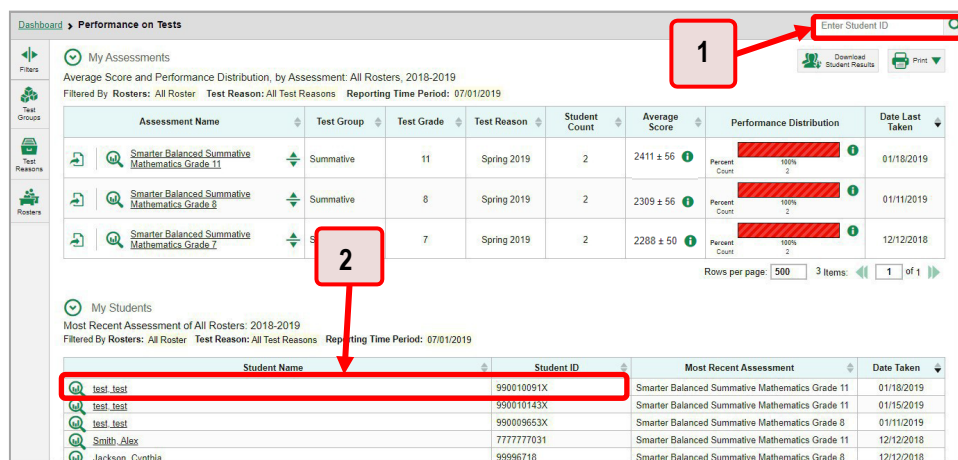 Dashboard > Performance on Tests
Enter Student ID
1
Filters
Test Groups
Test Reasons
Rosters
My Assessments
Download Student Results
Print
Average Score and Performance Distribution, by Assessment: All Rosters, 2018-2019
Filtered By Rosters: All Roster Test Reason: All Test Reasons Reporting Time Period: 07/01/2019
Assessment Name Test Group Test Grade Test Reason Student Count Average Score Performance Distribution Date Last Taken
Smarter Balanced Summative Mathematics Grade 11 Summative 11 Spring 2019 2 2411 ± 56 Percent 100% Count 2 01/18/2019
Smarter Balanced Summative Mathematics Grade 8 Summative 8 Spring 2019 2 2309 ± 56 Percent 100% Count 2 01/11/2019
Smarter Balanced Summative Mathematics Grade 7 S 7 Spring 2019 2 2288 ± 50 Percent 100% Count 2 12/12/2018
2
Rows per page: 500 3 Items: 1 of 1
My Students
Most Recent Assessment of All Rosters: 2018-2019
Filtered By Rosters: All Roster Test Reason: All Test Reasons Reporting Time Period: 07/01/2019
Student Name Student ID Most Recent Assessment Date Taken
test, test 990010091X Smarter Balanced Summative Mathematics Grade 11 01/18/2019
test, test 990010143X Smarter Balanced Summative Mathematics Grade 11 01/15/2019
test, test 990009653X Smarter Balanced Summative Mathematics Grade 8 01/11/2019
Smith, Alex 7777777031 Smarter Balanced Summative Mathematics Grade 11 12/12/2018
Jackson, Cynthia 99996718 Smarter Balanced Summative Mathematics Grade 8 12/12/2018